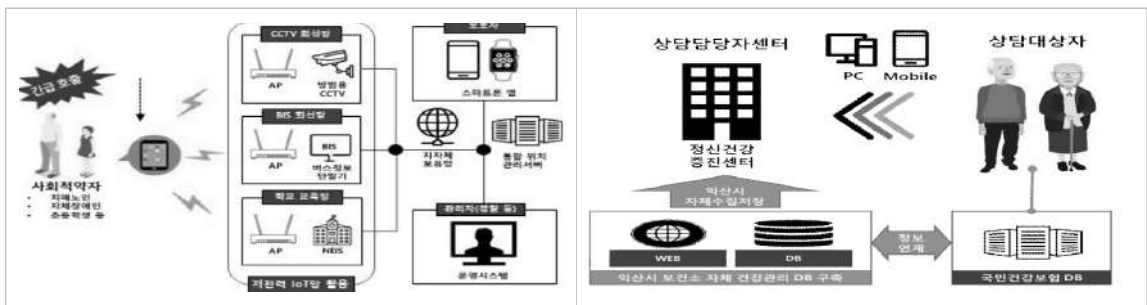 긴급 호출
사회적약자
• 치매노인
• 지체장애인
• 초등학생 등
CCTV 회선망
AP
방범용
CCTV
BIS 회선망
AP
BIS
버스정보
단말기
학교 교육망
AP
NEIS
저전력 IoT망 활용
지자체
보유망
보호자
스마트폰 앱
통합 위치
관리서버
관리자(경찰 등)
운영시스템
상담담당자센터
정신건강
증진센터
PC
Mobile
상담대상자
익산시
자체수집저장
WEB
DB
익산시 보건소 자체 건강관리 DB 구축
정보
연계
국민건강보험 DB